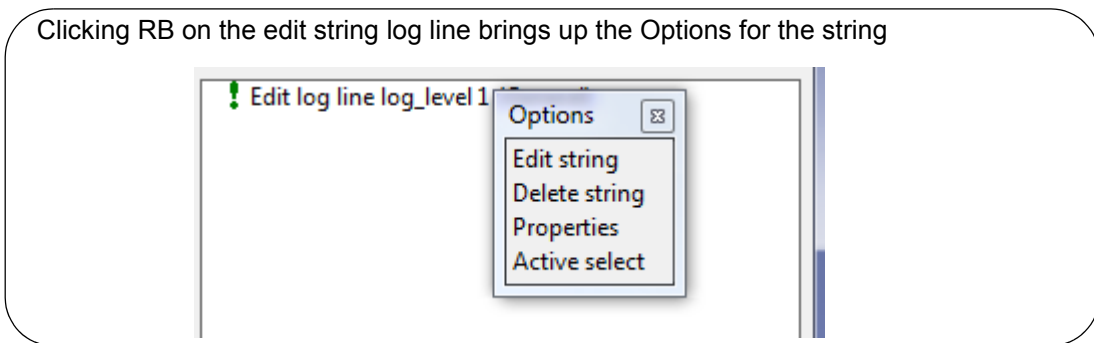 Clicking RB on the edit string log line brings up the Options for the string
Edit log line log_level 1
Options
Edit string
Delete string
Properties
Active select